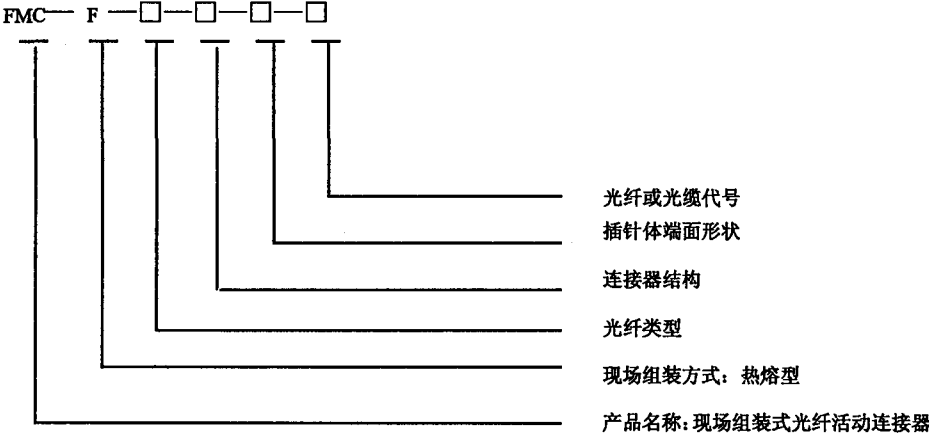 FMC— F —□—□—□—□
光纤或光缆代号
插针体端面形状
连接器结构
光纤类型
现场组装方式：热熔型
产品名称：现场组装式光纤活动连接器